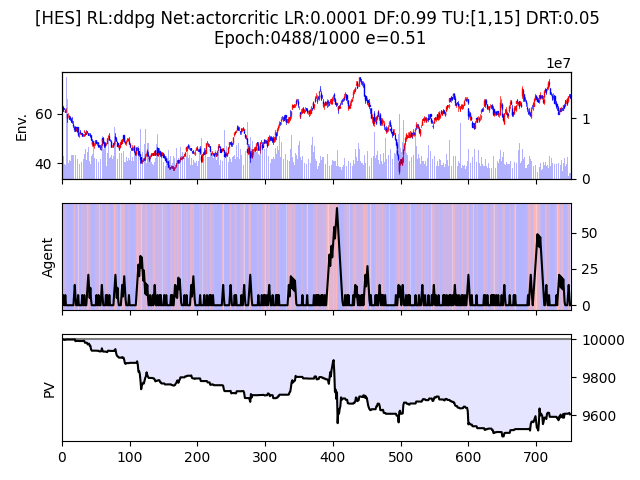 [HES] RL:ddpg Net:actorcritic LR:0.0001 DF:0.99 TU:[1,15] DRT:0.05
Epoch:0488/1000 e=0.51
1e7
Env.
60
40
1
0
Agent
50
25
0
PV
10000
9800
9600
0 100 200 300 400 500 600 700